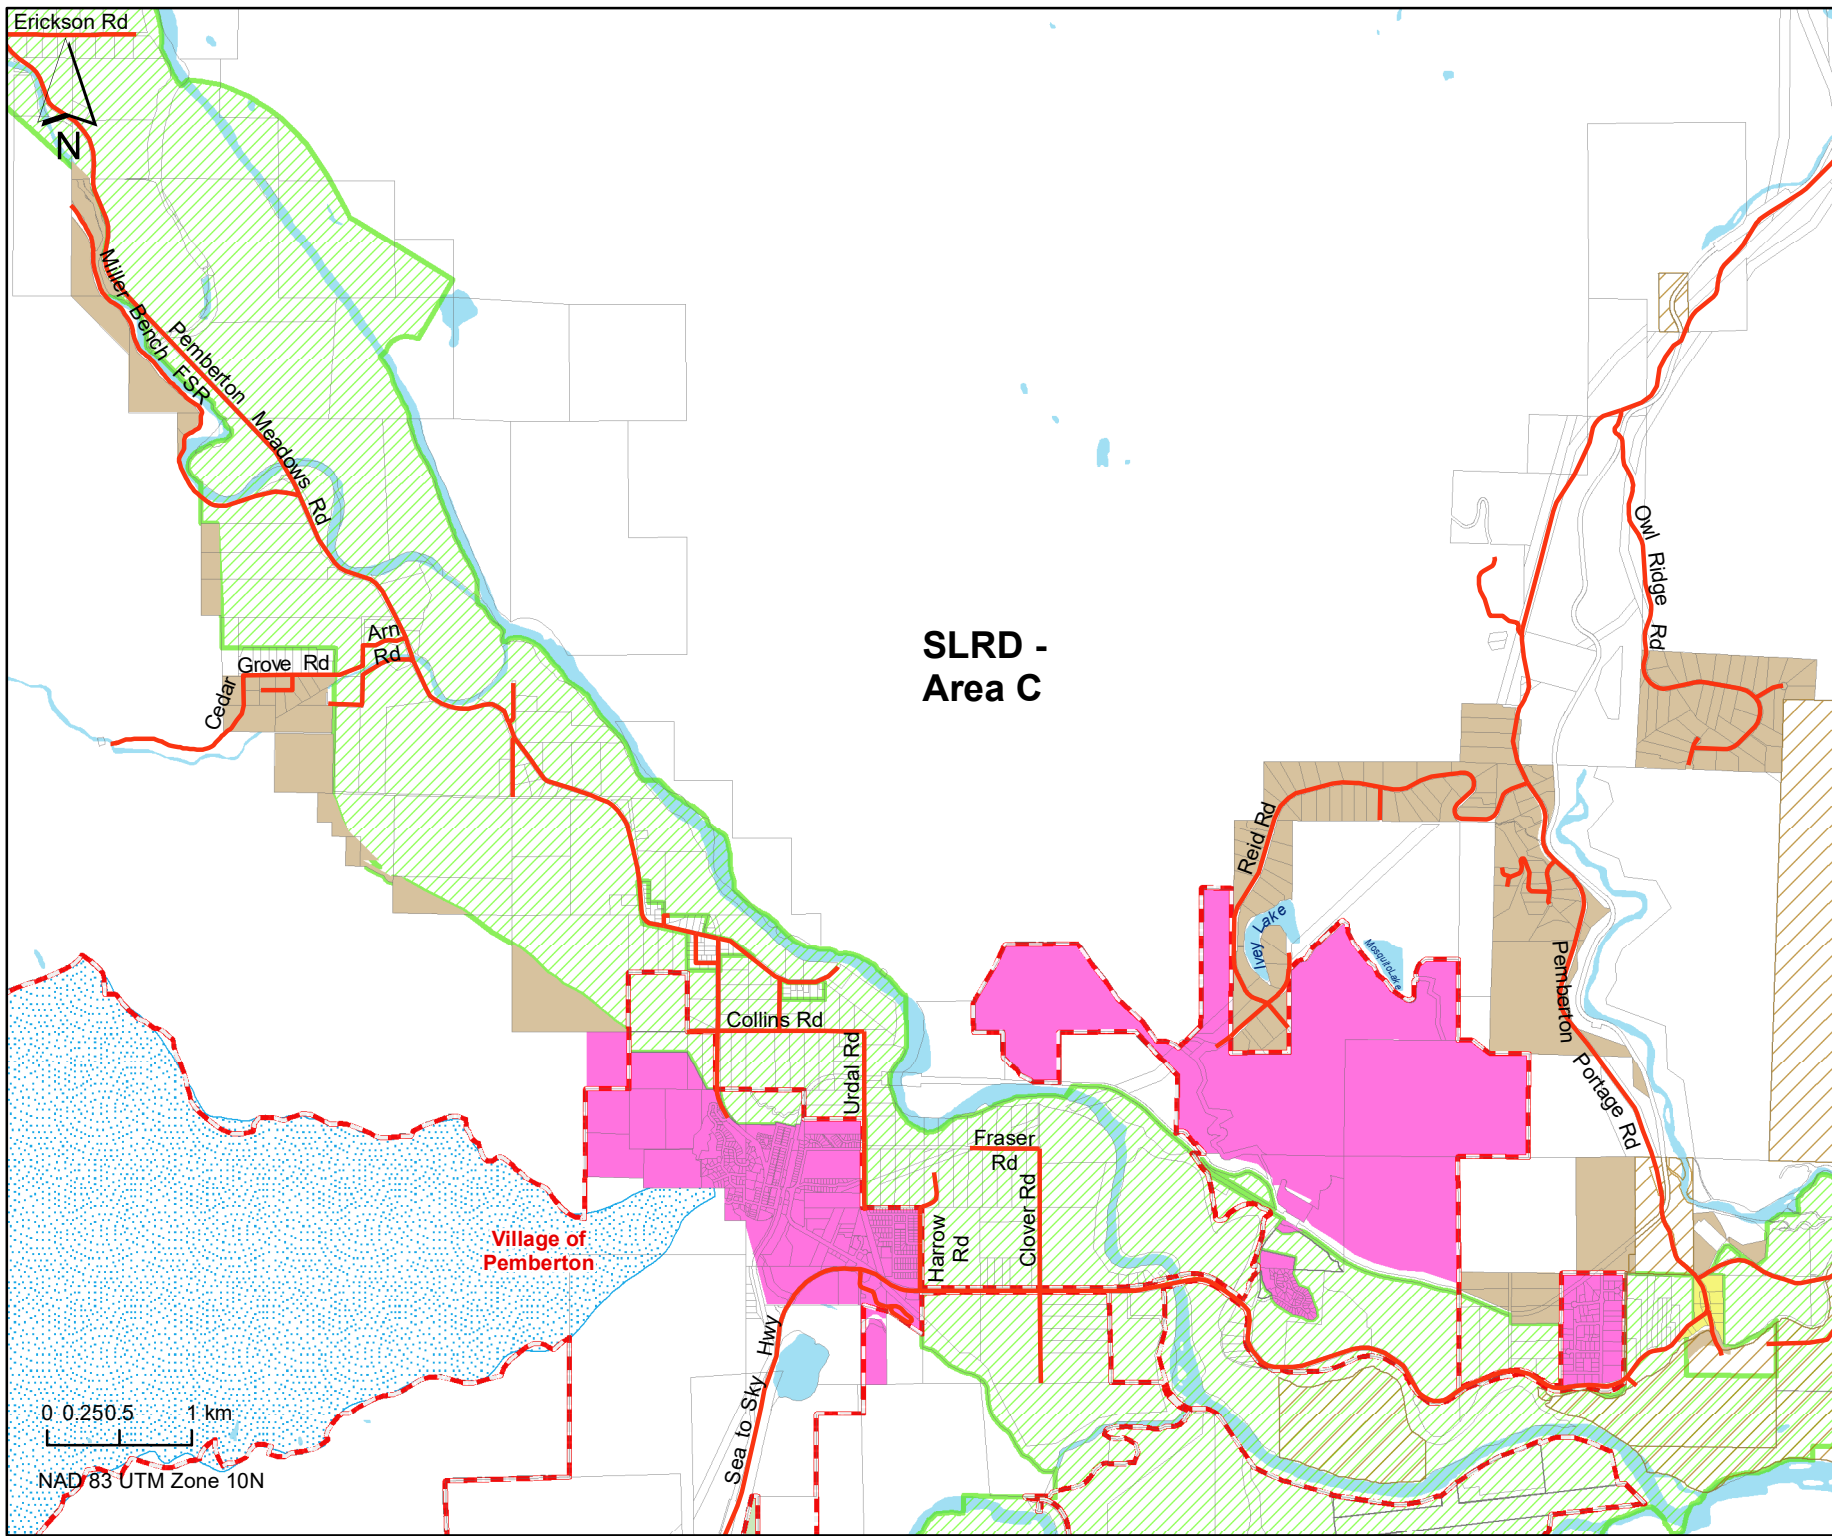 Erickson Rd
N
Miller Bench FSR
Pemberton Meadows Rd
Arn
Rd
Grove Rd
Cedar
SLRD -
Area C
Owl Ridge Rd
Reid Rd
Ivey Lake
MosquitoLake
Pemberton Portage Rd
Collins Rd
Urdal Rd
Fraser
Rd
Clover Rd
Harrow
Rd
Village of
Pemberton
Sea to Sky Hwy
0 0.250.5 1 km
NAD 83 UTM Zone 10N